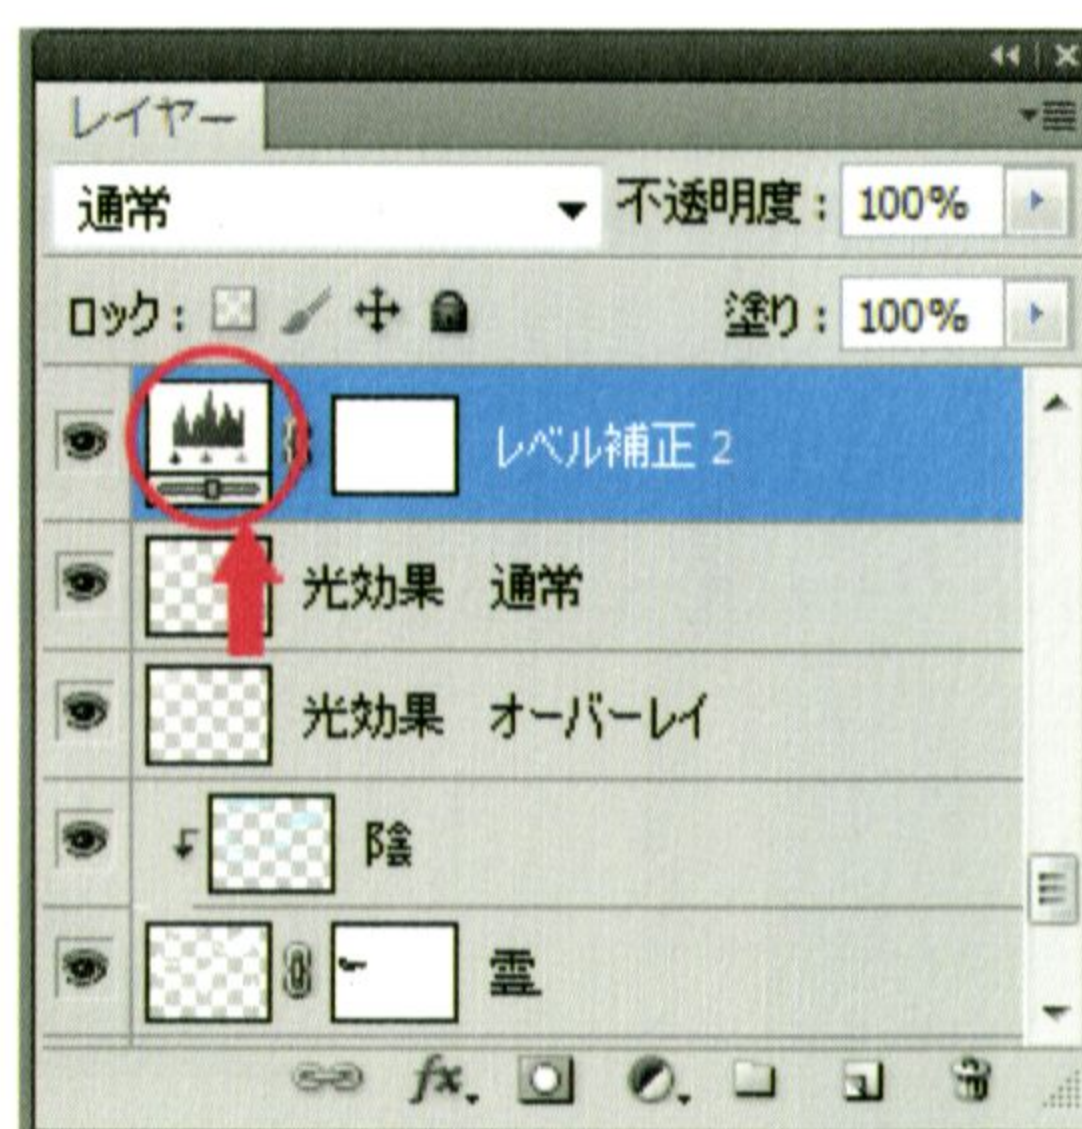 レイヤー
通常 不透明度: 100%
ロック: 塗り: 100%
レベル補正 2
光効果 通常
光効果 オーバーレイ
陰
雲
fx.